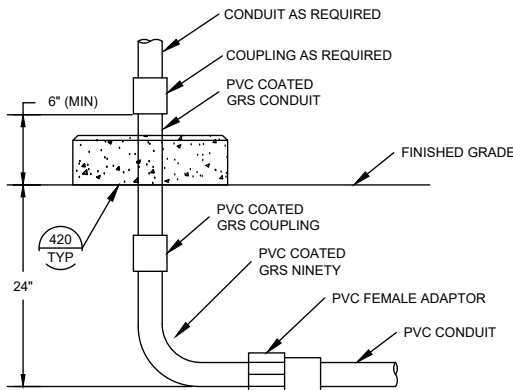 CONDUIT AS REQUIRED
COUPLING AS REQUIRED
PVC COATED
GRS CONDUIT
6" (MIN)
FINISHED GRADE
420
TYP
PVC COATED
GRS COUPLING
PVC COATED
GRS NINETY
24"
PVC FEMALE ADAPTOR
PVC CONDUIT